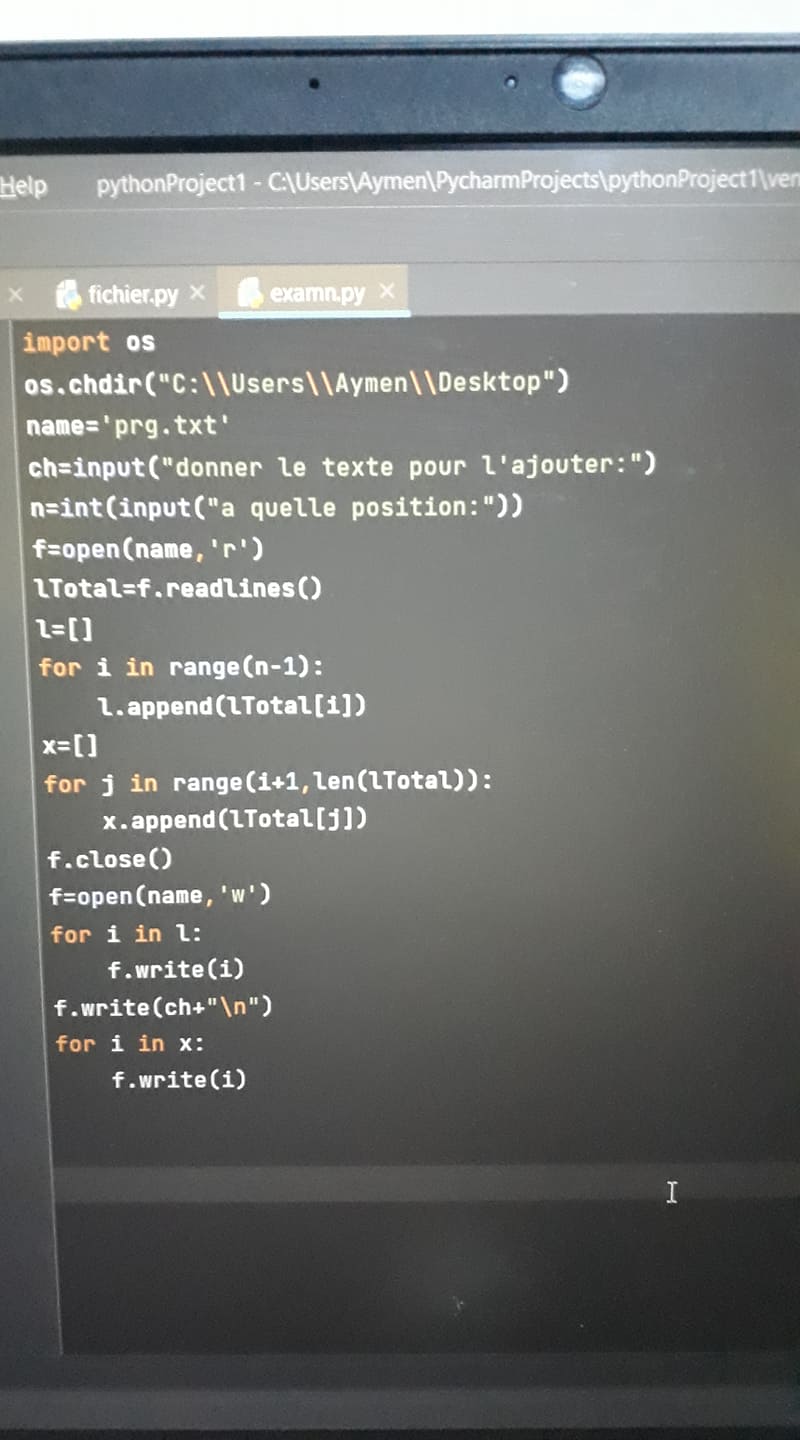 Help pythonProject1 - C:\Users\Aymen\PycharmProjects\pythonProject1\ven
fichier.py examn.py
import os
os.chdir("C:\\Users\\Aymen\\Desktop")
name='prg.txt'
ch=input("donner le texte pour l'ajouter:")
n=int(input("a quelle position:"))
f=open(name,'r')
lTotal=f.readlines()
l=[]
for i in range(n-1):
    l.append(lTotal[i])
x=[]
for j in range(i+1,len(lTotal)):
    x.append(lTotal[j])
f.close()
f=open(name,'w')
for i in l:
    f.write(i)
f.write(ch+"\n")
for i in x:
    f.write(i)